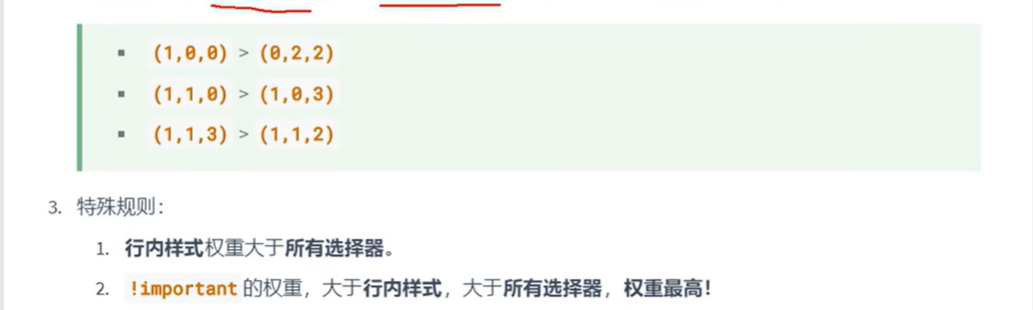 (1,0,0) > (0,2,2)
(1,1,0) > (1,0,3)
(1,1,3) > (1,1,2)
3. 特殊规则：
1. 行内样式权重大于所有选择器。
2. !important 的权重，大于行内样式，大于所有选择器，权重最高！